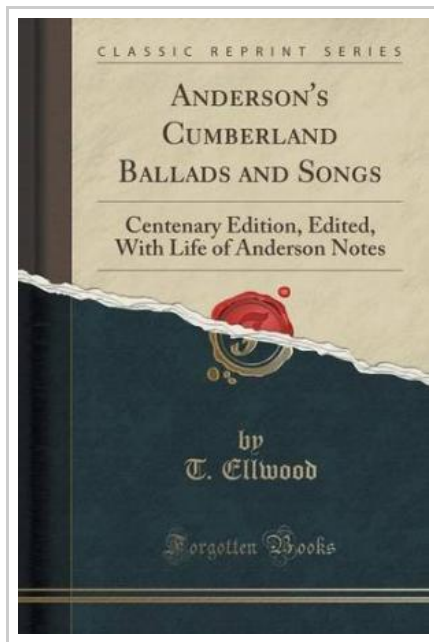 CLASSIC REPRINT SERIES
ANDERSON'S
CUMBERLAND
BALLADS AND SONGS
Centenary Edition, Edited,
With Life of Anderson Notes
by
T. Ellwood
Forgotten Books